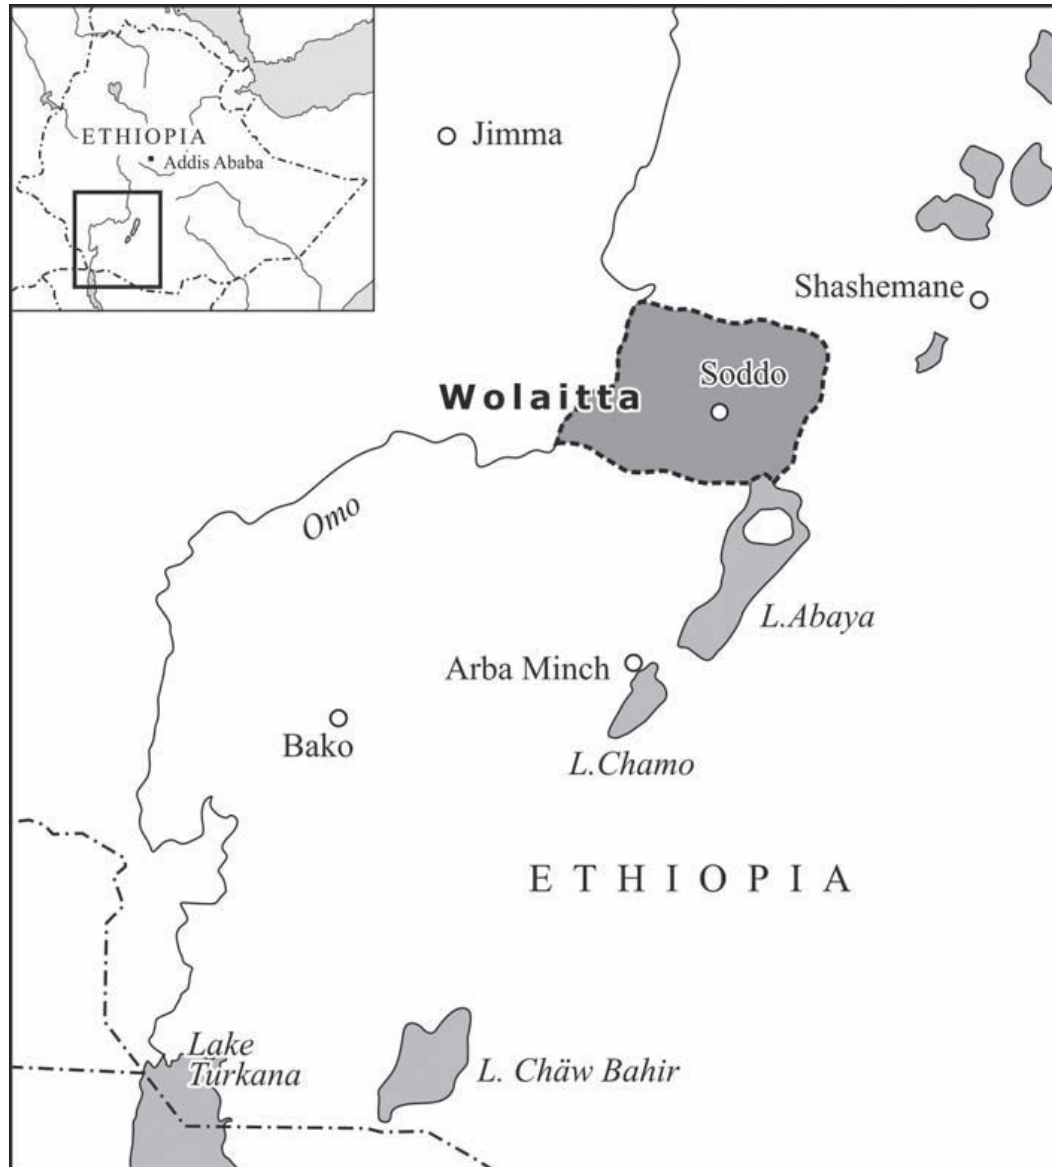 ETHIOPIA
Addis Ababa
Jimma
Shashemane
Soddo
Wolaitta
Omo
L.Abaya
Arba Minch
Bako
L.Chamo
ETHIOPIA
Lake
Turkana
L. Chäw Bahir